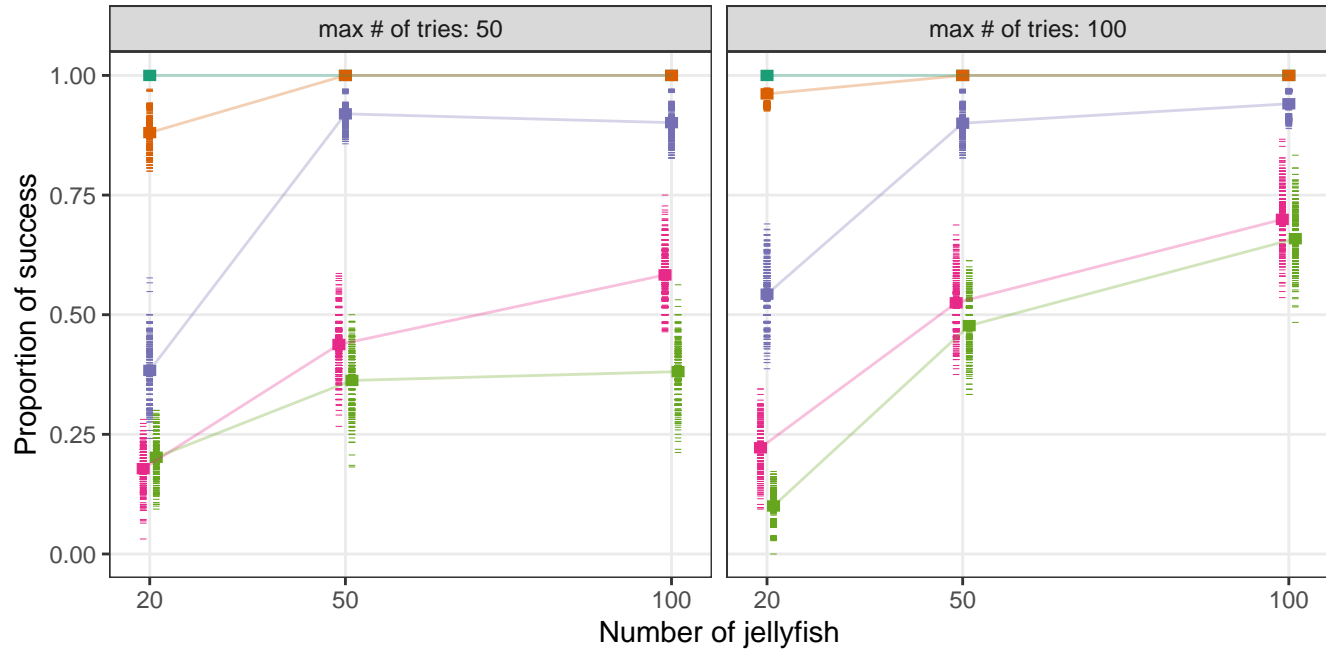 max # of tries: 50
max # of tries: 100
1.00
0.75
0.50
0.25
0.00
Proportion of success
20
50
100
20
50
100
Number of jellyfish